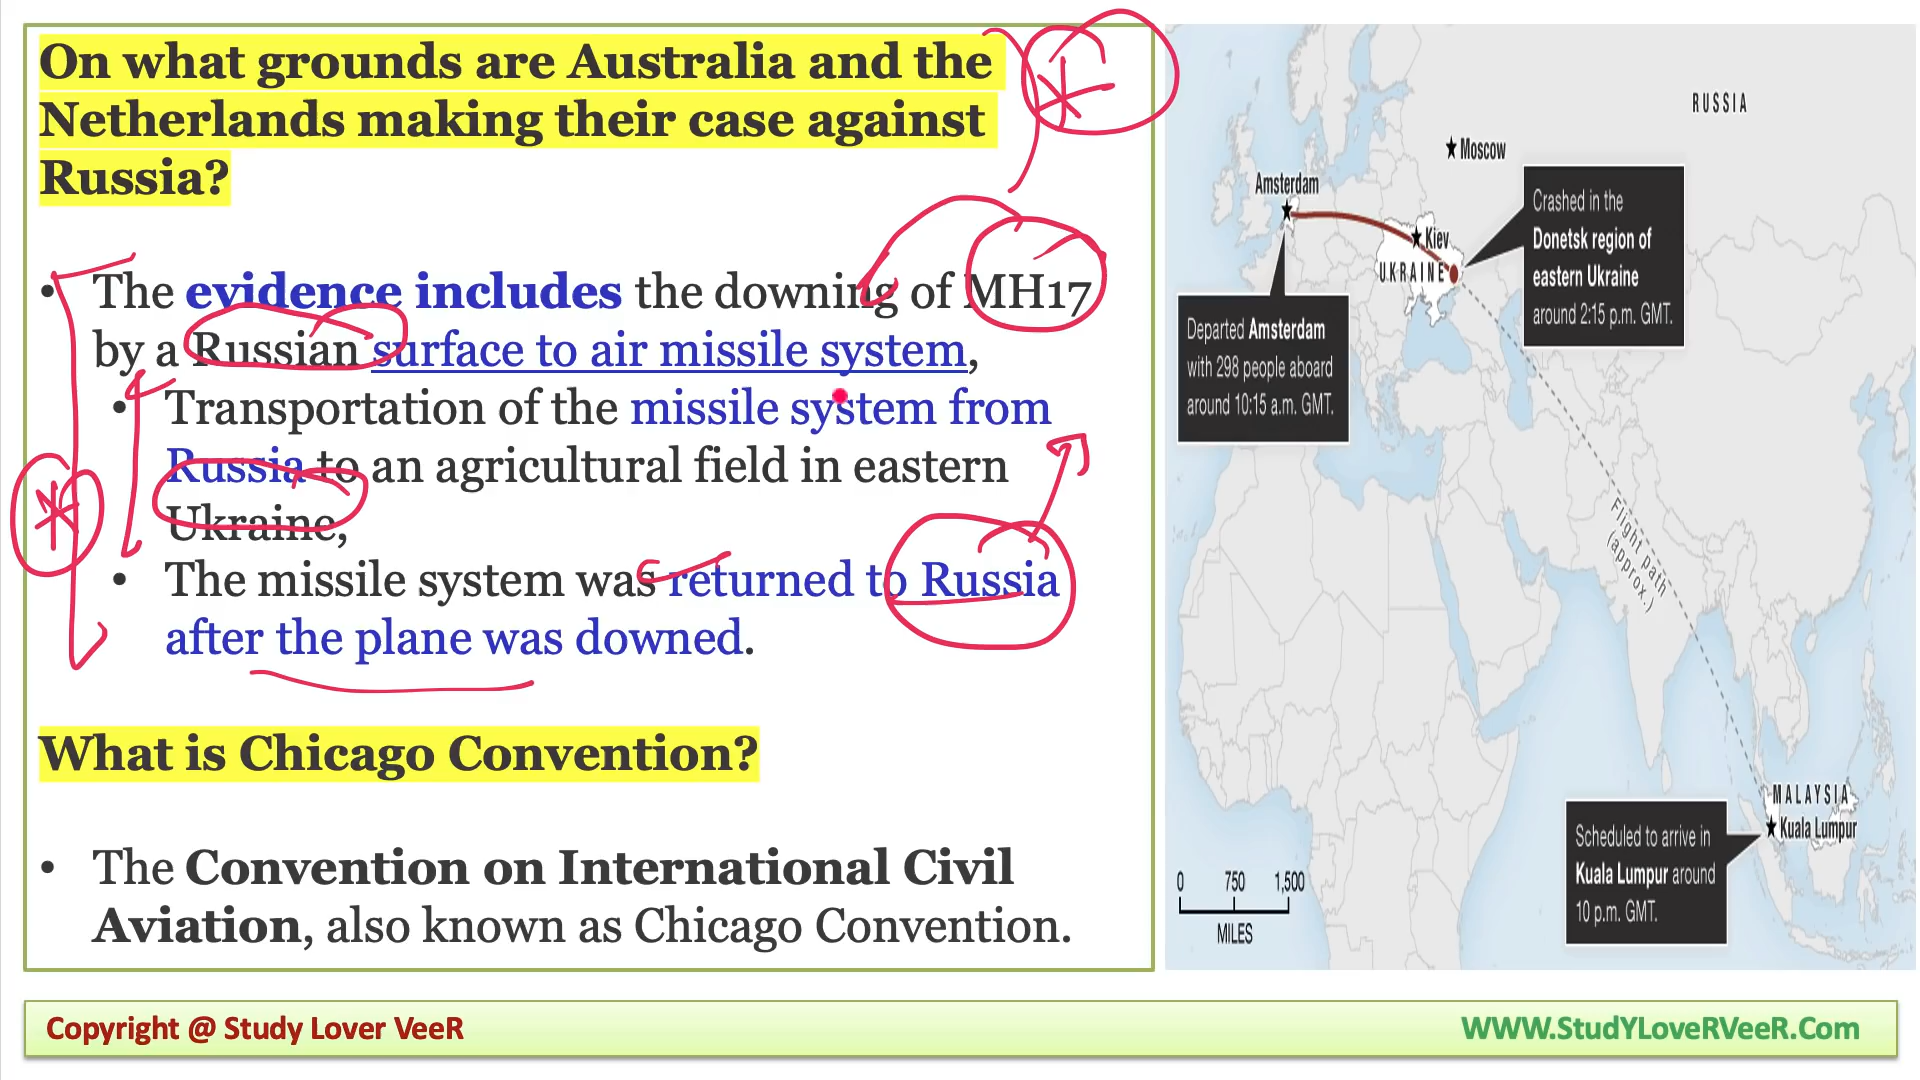 On what grounds are Australia and the
Netherlands making their case against
Russia?
• The evidence includes the downing of MH17
by a Russian surface to air missile system,
• Transportation of the missile system from
Russia to an agricultural field in eastern
Ukraine,
• The missile system was returned to Russia
after the plane was downed.
What is Chicago Convention?
• The Convention on International Civil
Aviation, also known as Chicago Convention.
RUSSIA
Moscow
Amsterdam
Kiev
UKRAINE
Crashed in the
Donetsk region of
eastern Ukraine
around 2:15 p.m. GMT.
Departed Amsterdam
with 298 people aboard
around 10:15 a.m. GMT.
Flight path
(approx.)
MALAYSIA
Kuala Lumpur
Scheduled to arrive in
Kuala Lumpur around
10 p.m. GMT.
0 750 1,500
MILES
Copyright @ Study Lover VeeR
WWW.StudYLoveRVeeR.Com